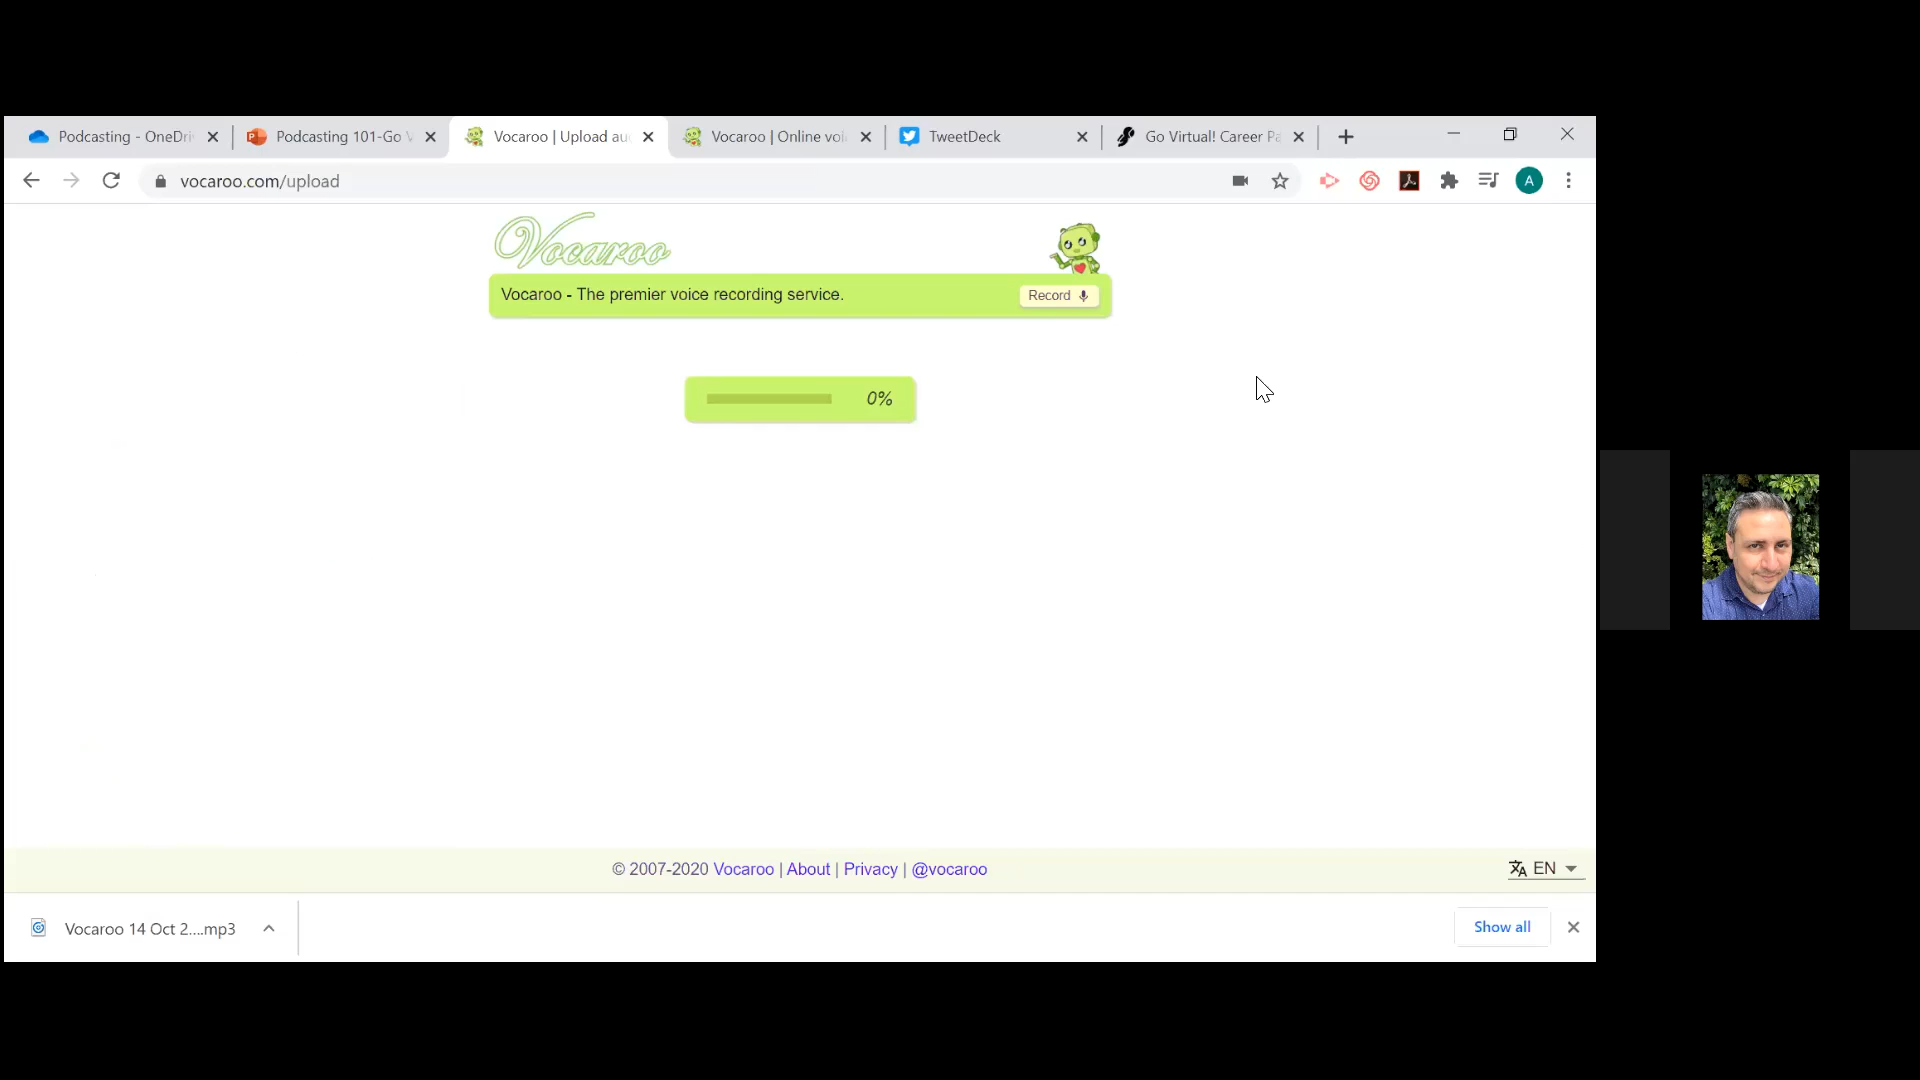 Podcasting - OneDri
Podcasting 101-Go V
Vocaroo | Upload au
Vocaroo | Online voi
TweetDeck
Go Virtual! Career Pa
vocaroo.com/upload
A
Vocaroo
Vocaroo - The premier voice recording service.
Record
0%
© 2007-2020 Vocaroo | About | Privacy | @vocaroo
EN
Vocaroo 14 Oct 2....mp3
Show all